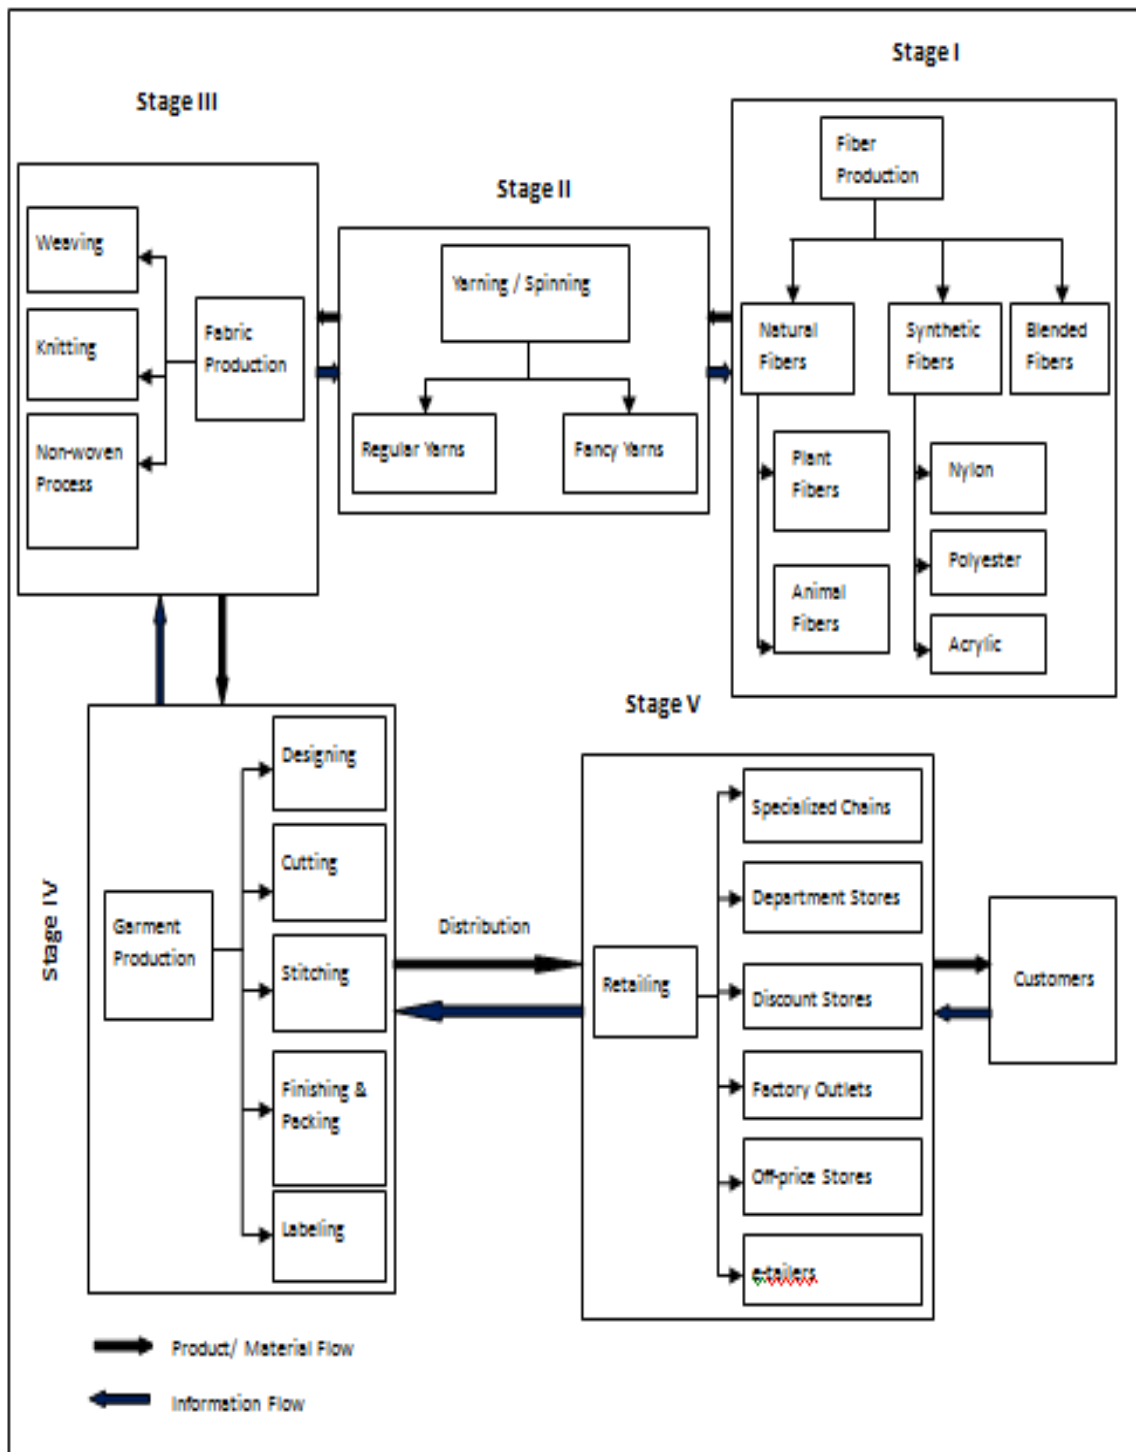 Stage I
Stage III
Fiber
Production
Stage II
Weaving
Yarning / Spinning
Knitting
Fabric
Production
Natural
Fibers
Synthetic
Fibers
Blended
Fibers
Non-woven
Process
Regular Yarns
Fancy Yarns
Plant
Fibers
Nylon
Polyester
Animal
Fibers
Acrylic
Stage V
Designing
Specialized Chains
Cutting
Stage IV
Garment
Production
Department Stores
Distribution
Stitching
Retailing
Discount Stores
Customers
Finishing &
Packing
Factory Outlets
Off-price Stores
Labeling
e-tailers
Product/ Material Flow
Information Flow